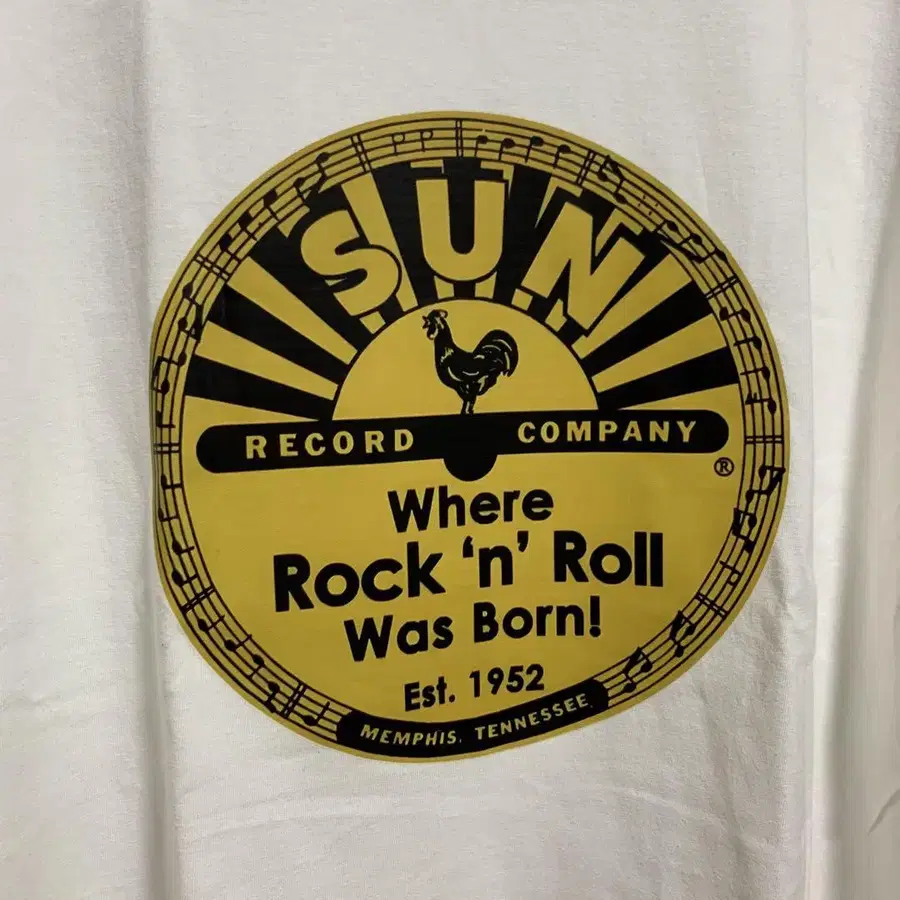 SUN
RECORD COMPANY
®
Where
Rock 'n' Roll
Was Born!
Est. 1952
MEMPHIS, TENNESSEE